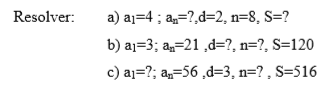 Resolver: a) a₁=4 ; aₙ=?,d=2, n=8, S=?
b) a₁=3; aₙ=21 ,d=?, n=?, S=120
c) a₁=?; aₙ=56 ,d=3, n=? , S=516